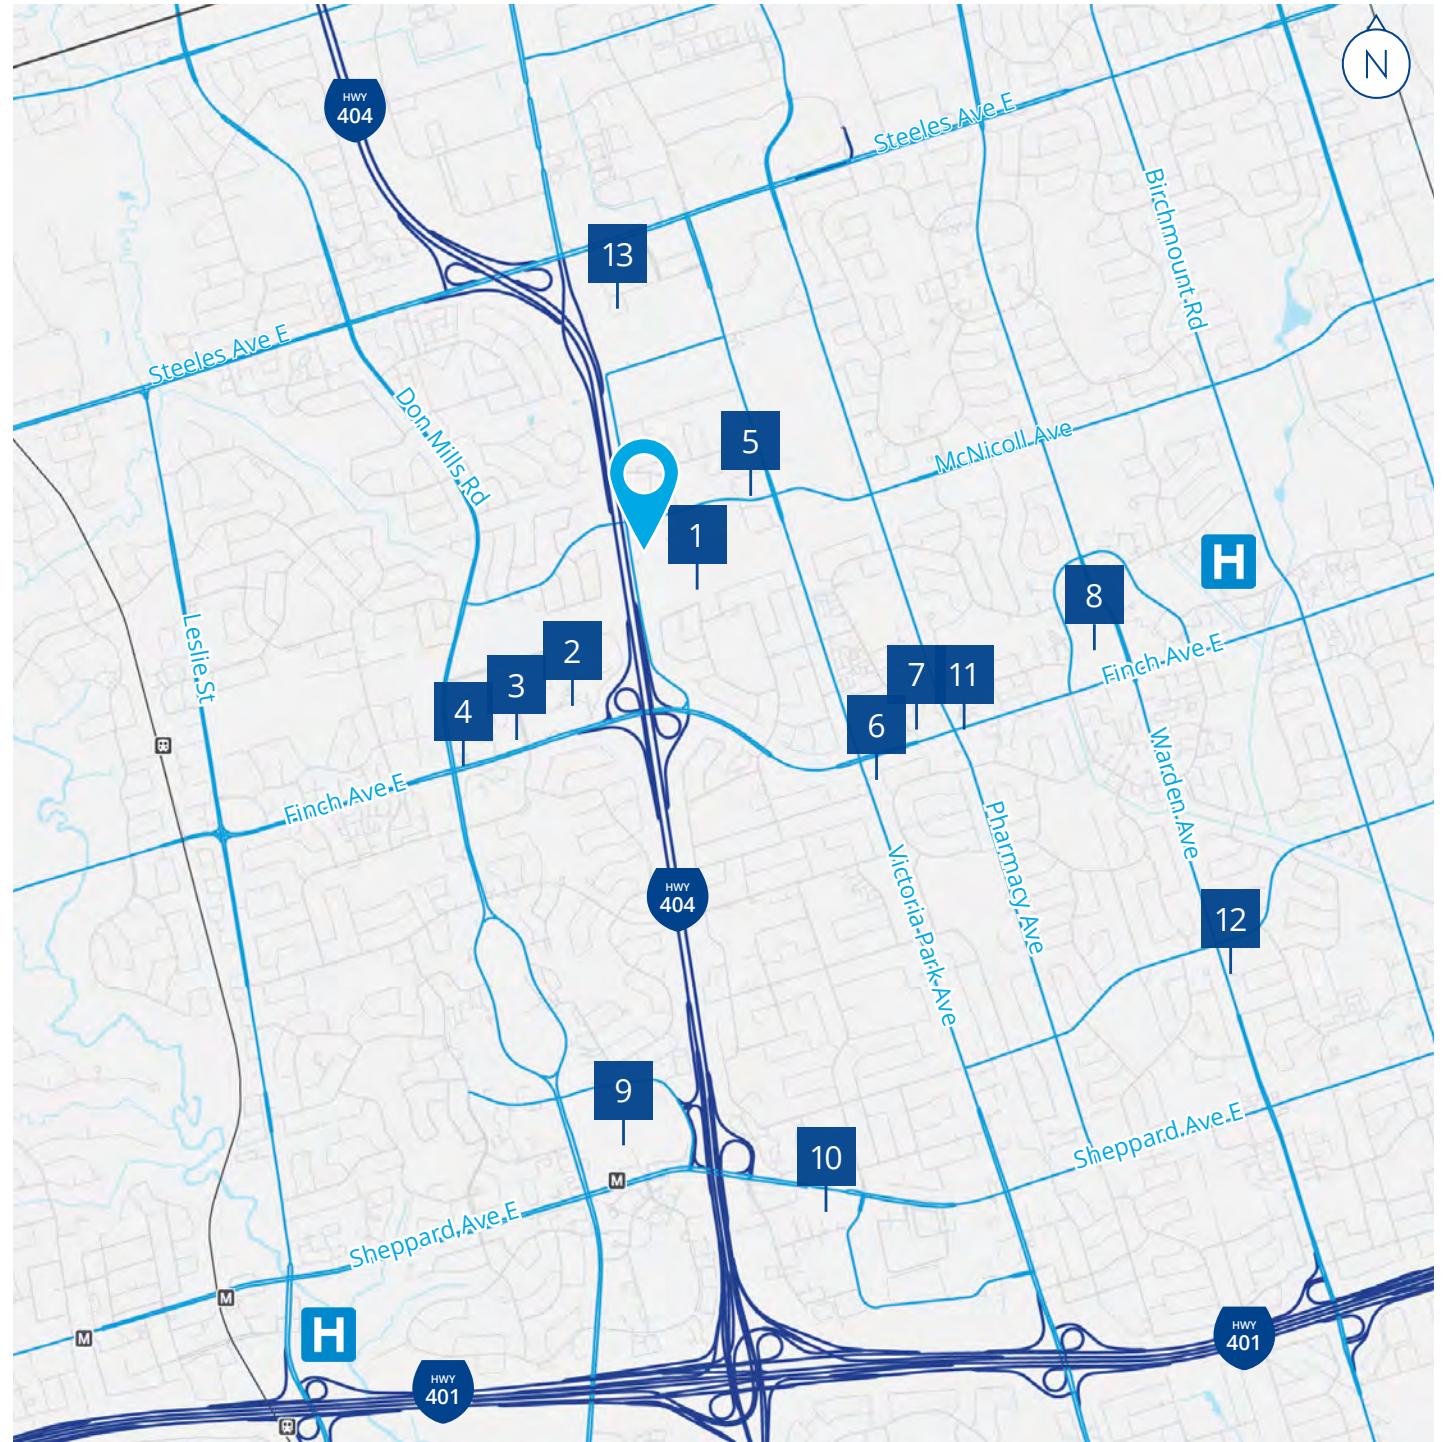 N
HWY
404
Steeles Ave E
Birchmount Rd
13
Steeles Ave E
Don Mills Rd
5
McNicoll Ave
1
H
8
Leslie St
2
3
4
7
11
6
Finch Ave E
Finch Ave E
Warden Ave
Pharmacy Ave
Victoria Park Ave
HWY
404
12
9
10
M
Sheppard Ave E
Sheppard Ave E
M
M
H
HWY
401
HWY
401